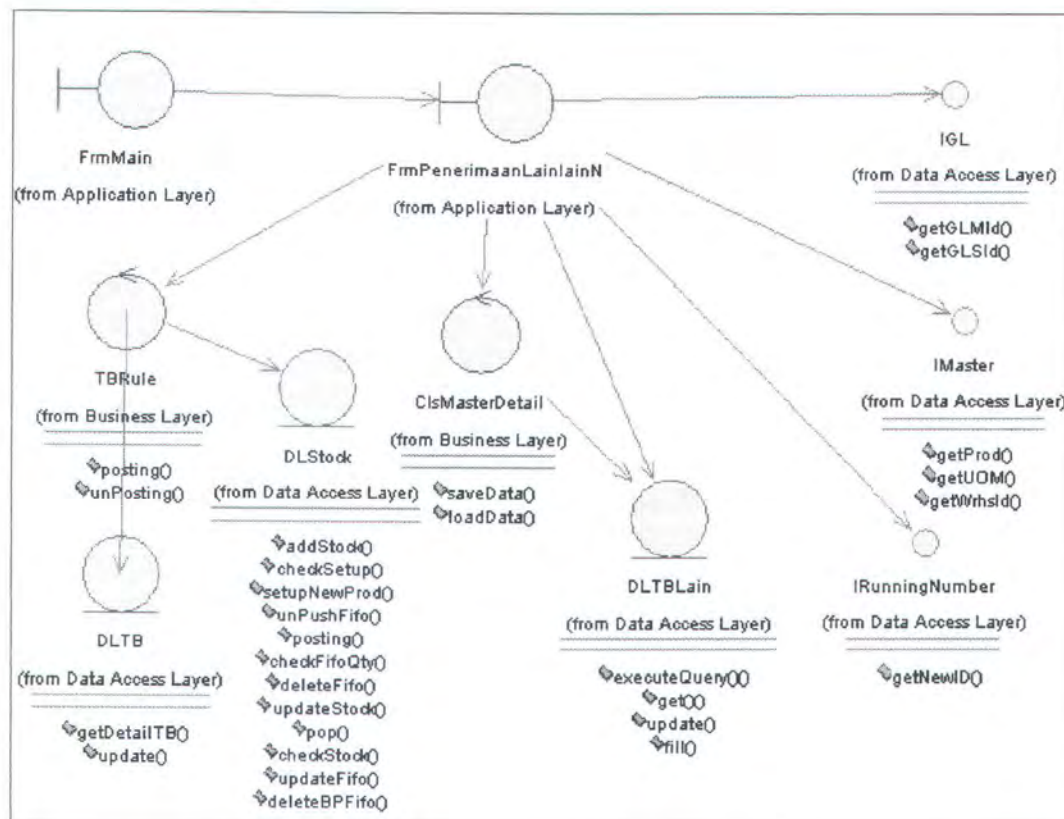 FrmMain
(from Application Layer)
FrmPenerimaanLainlainN
(from Application Layer)
IGL
(from Data Access Layer)
getGLMId()
getGLSId()
TBRule
(from Business Layer)
posting()
unPosting()
DLStock
(from Data Access Layer)
addStock()
checkSetup()
setupNewProd()
unPushFifo()
posting()
checkFifoQty()
deleteFifo()
updateStock()
pop()
checkStock()
updateFifo()
deleteBPFifo()
ClsMasterDetail
(from Business Layer)
saveData()
loadData()
IMaster
(from Data Access Layer)
getProd()
getUOM()
getWrhsId()
DLTB
(from Data Access Layer)
getDetailTB()
update()
DLTBLain
(from Data Access Layer)
executeQuery()()
get()()
update()
fill()
IRunningNumber
(from Data Access Layer)
getNewID()